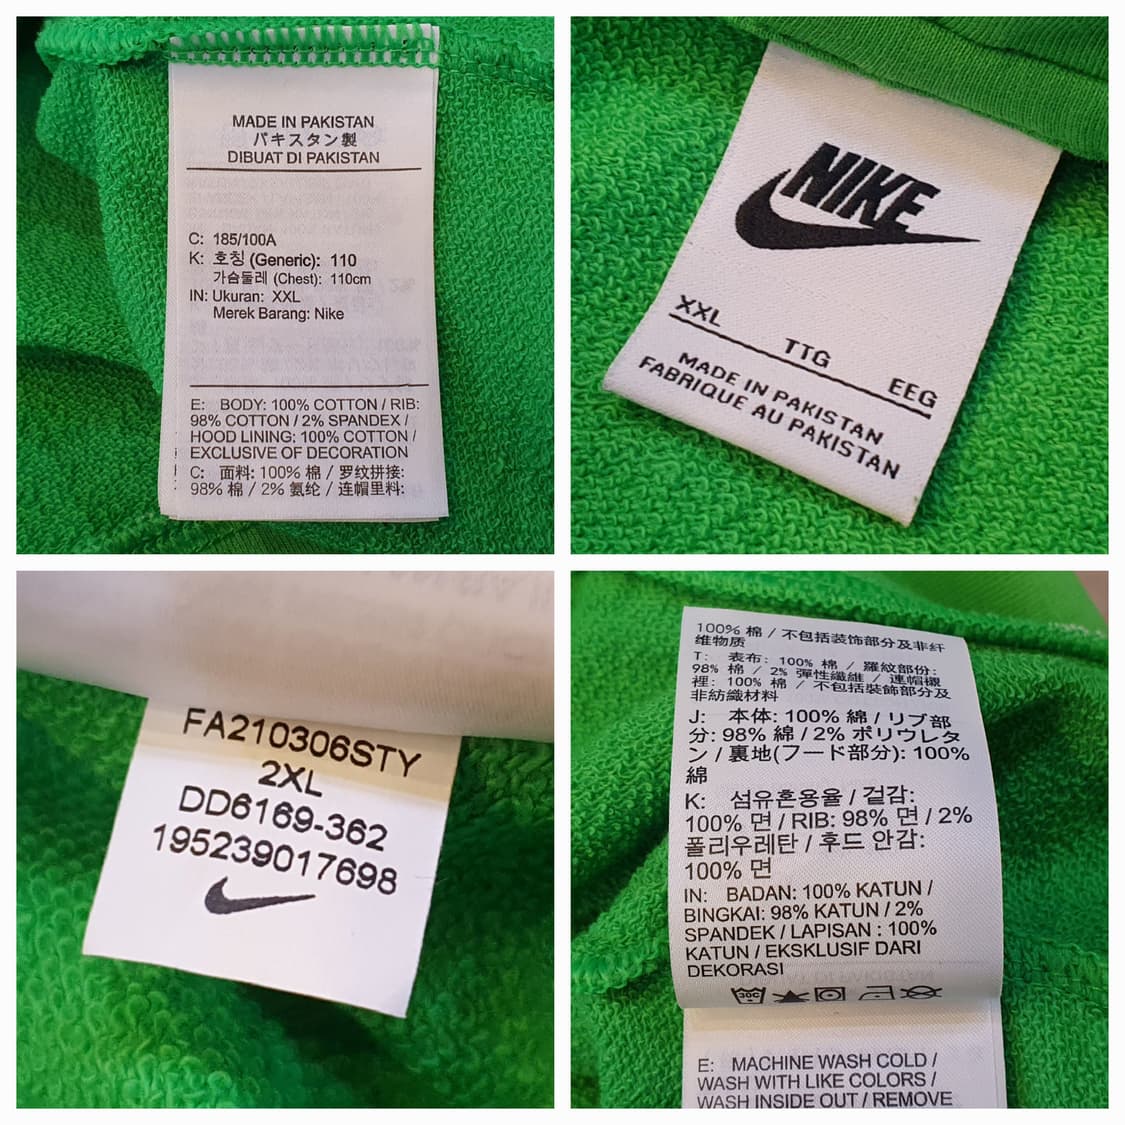 MADE IN PAKISTAN
パキスタン製
DIBUAT DI PAKISTAN
C: 185/100A
K: 호칭 (Generic): 110
가슴둘레 (Chest): 110cm
IN: Ukuran: XXL
Merek Barang: Nike
E: BODY: 100% COTTON / RIB:
98% COTTON / 2% SPANDEX /
HOOD LINING: 100% COTTON /
EXCLUSIVE OF DECORATION
C: 面料: 100% 棉 / 罗纹拼接:
98% 棉 / 2% 氨纶 / 连帽里料:
NIKE
XXL
TTG
EEG
MADE IN PAKISTAN
FABRIQUE AU PAKISTAN
FA210306STY
2XL
DD6169-362
195239017698
100% 棉 / 不包括装饰部分及非纤
维物质
T: 表布: 100% 棉 / 羅紋部份:
98% 棉 / 2% 彈性纖維 / 連帽襯
裡: 100% 棉 / 不包括裝飾部分及
非紡織材料
J: 本体: 100% 綿 / リブ部
分: 98% 綿 / 2% ポリウレタ
ン / 裏地(フード部分): 100%
綿
K: 섬유혼용율 / 겉감:
100% 면 / RIB: 98% 면 / 2%
폴리우레탄 / 후드 안감:
100% 면
IN: BADAN: 100% KATUN /
BINGKAI: 98% KATUN / 2%
SPANDEK / LAPISAN : 100%
KATUN / EKSKLUSIF DARI
DEKORASI
30C
E: MACHINE WASH COLD /
WASH WITH LIKE COLORS /
WASH INSIDE OUT / REMOVE